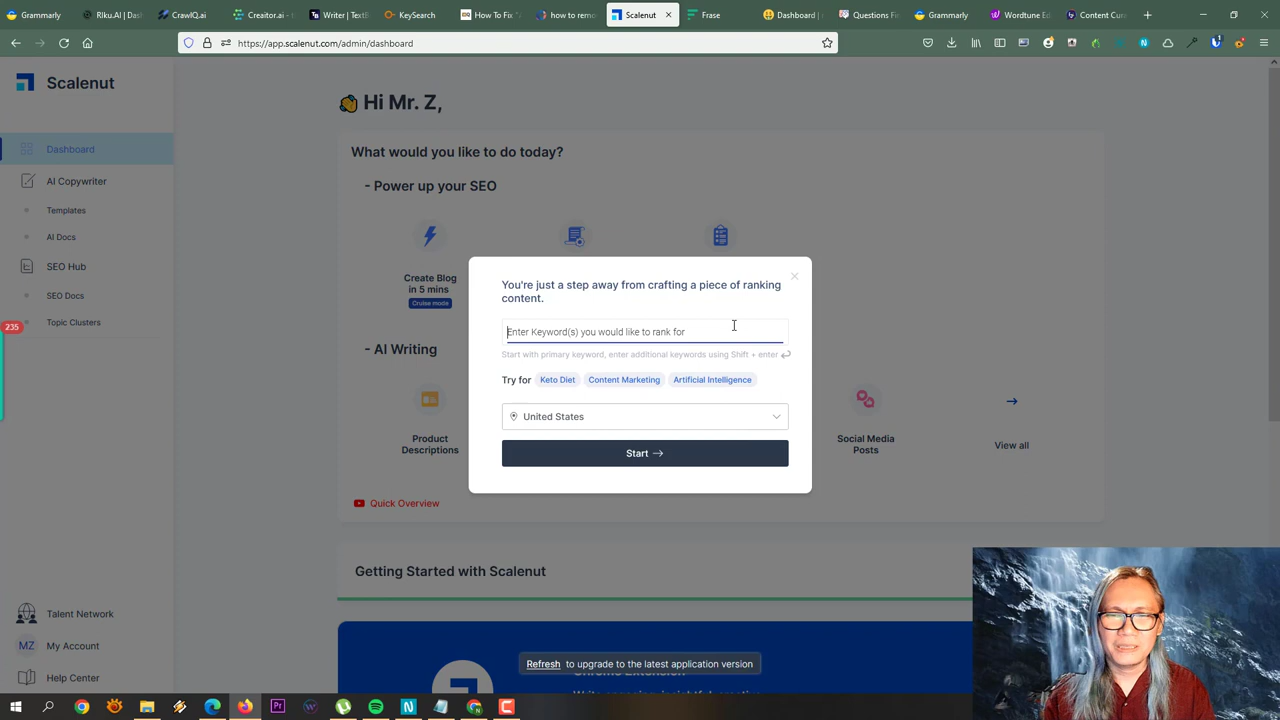 Grammarly
Riku.AI - Da
CrawlQ.ai
Creaitor.ai - th
Writer | TextB
KeySearch
How To Fix "A
how to remo
Scalenut
Frase
Dashboard |
Questions Fi
Grammarly
Wordtune Ed
Content Cura
https://app.scalenut.com/admin/dashboard
Scalenut
Hi Mr. Z,
Dashboard
What would you like to do today?
AI Copywriter
- Power up your SEO
Templates
AI Docs
SEO Hub
Create Blog
in 5 mins
Cruise mode
SEO Docs
Topic Clusters
235
You're just a step away from crafting a piece of ranking
content.
Enter Keyword(s) you would like to rank for
Start with primary keyword, enter additional keywords using Shift + enter
Try for
Keto Diet
Content Marketing
Artificial Intelligence
United States
Start
- AI Writing
Product
Descriptions
Social Media
Posts
View all
Quick Overview
Getting Started with Scalenut
Talent Network
MZ
My Account
Help Center
Refresh to upgrade to the latest application version